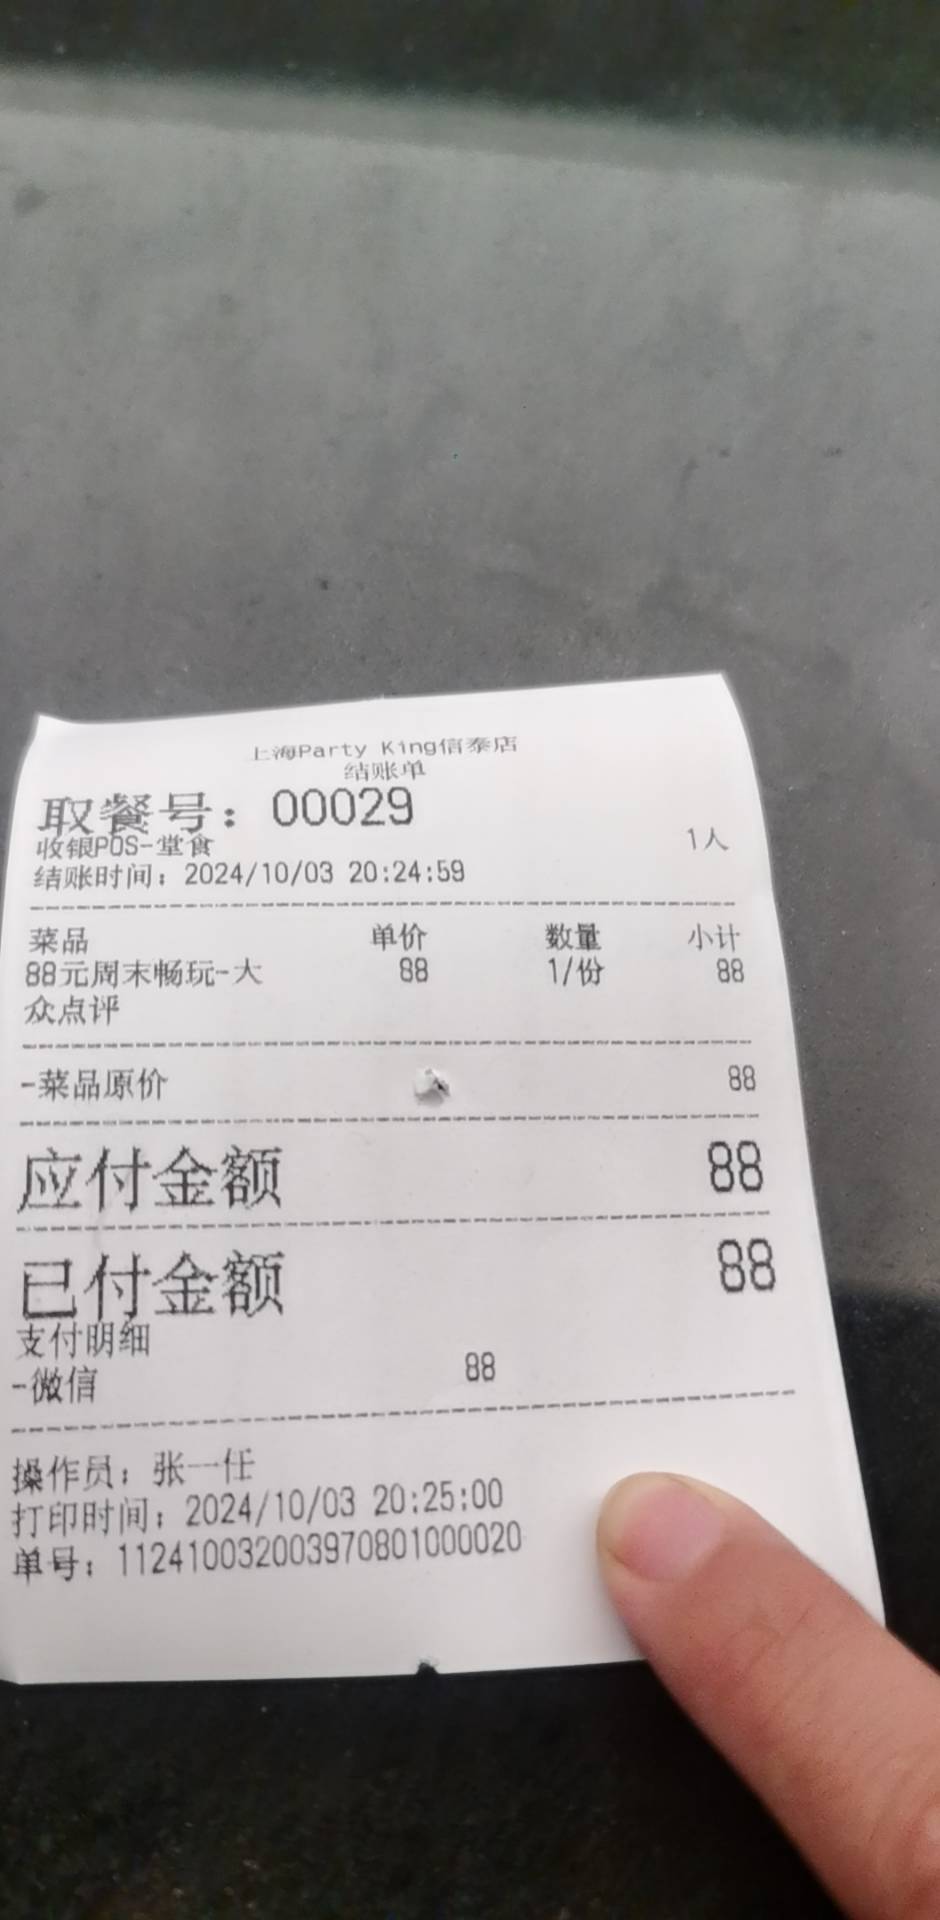 上海Party King信泰店
结账单
取餐号：00029
收银POS-堂食 1人
结账时间：2024/10/03 20:24:59
菜品 单价 数量 小计
88元周末畅玩-大 88 1/份 88
众点评
-菜品原价 88
应付金额 88
已付金额 88
支付明细
-微信 88
操作员：张一任
打印时间：2024/10/03 20:25:00
单号：112410032003970801000020